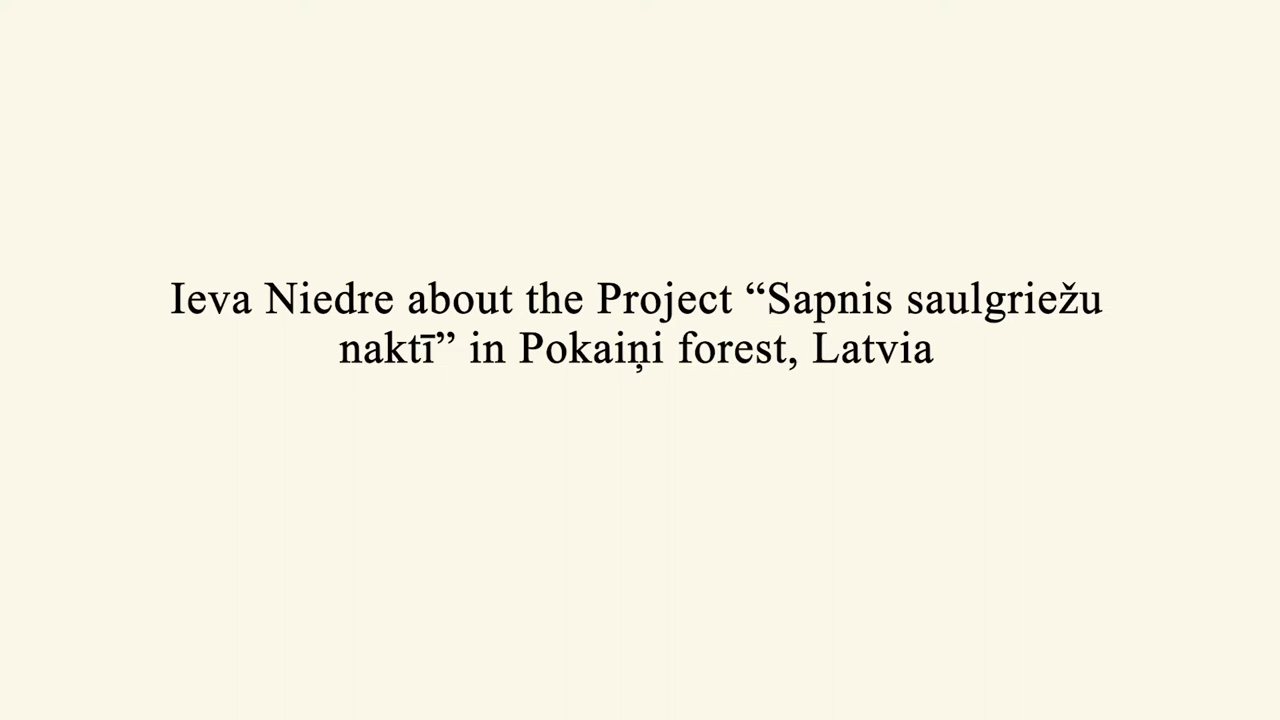 Ieva Niedre about the Project “Sapnis saulgriežu
naktī” in Pokaiņi forest, Latvia